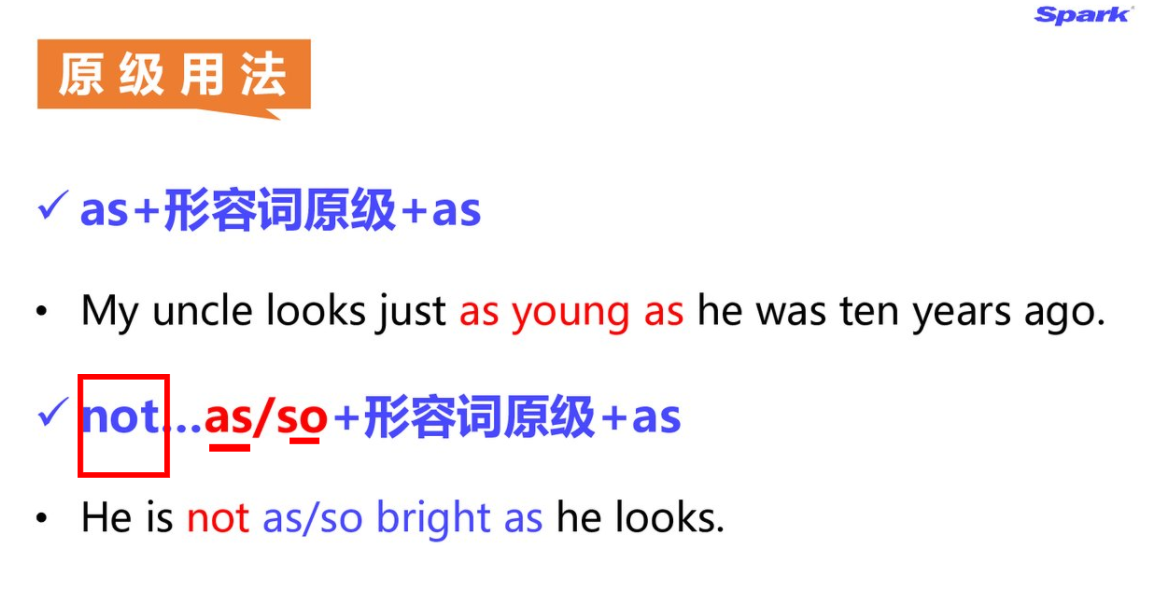 Spark
原级用法
✓ as+形容词原级+as
• My uncle looks just as young as he was ten years ago.
✓ not...as/so+形容词原级+as
• He is not as/so bright as he looks.